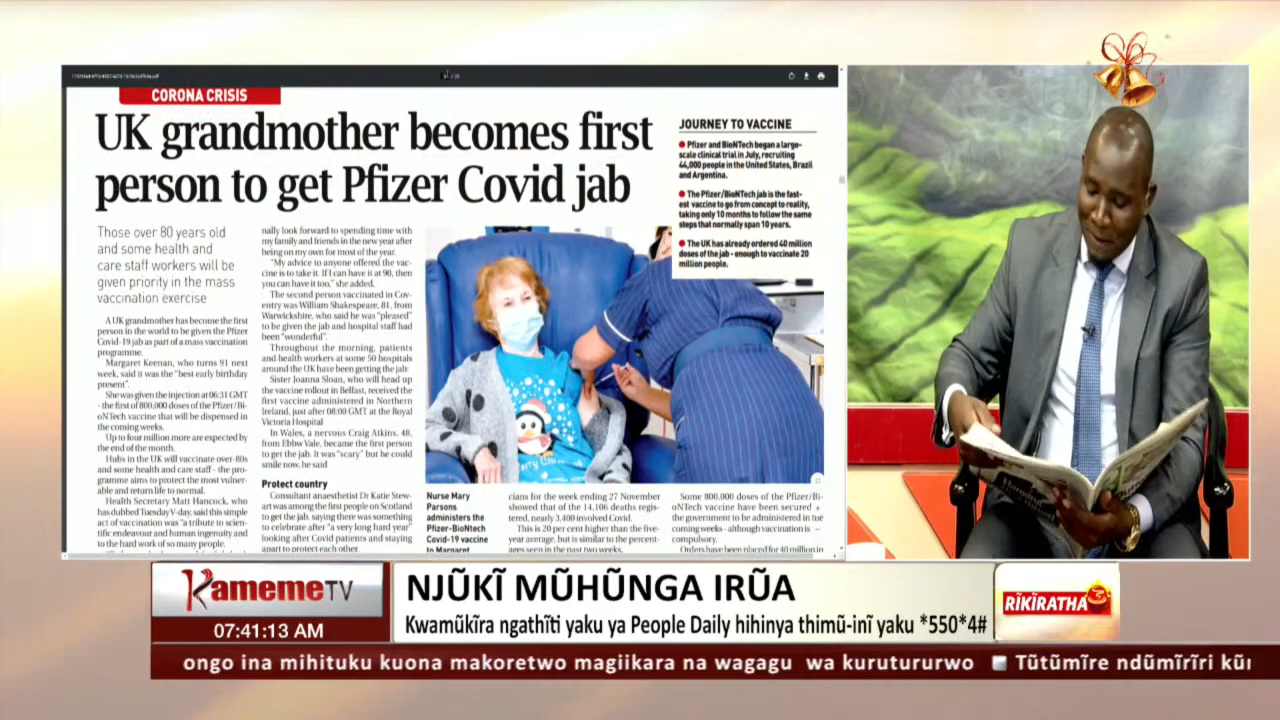 CORONA CRISIS
UK grandmother becomes first
person to get Pfizer Covid jab
Those over 80 years old
and some health and
care staff workers will be
given priority in the mass
vaccination exercise
A UK grandmother has become the first
person in the world to be given the Pfizer
Covid-19 jab as part of a mass vaccination
programme.
Margaret Keenan, who turns 91 next
week, said it was the "best early birthday
present".
She was given the injection at 06:31 GMT
- the first of 800,000 doses of the Pfizer/Bi-
oNTech vaccine that will be dispensed in
the coming weeks.
Up to four million more are expected by
the end of the month.
Hubs in the UK will vaccinate over-80s
and some health and care staff - the pro-
gramme aims to protect the most vulner-
able and return life to normal.
Health Secretary Matt Hancock, who
has dubbed Tuesday V-day, said this simple
act of vaccination was "a tribute to scien-
tific endeavour and human ingenuity and
to the hard work of so many people.
nally look forward to spending time with
my family and friends in the new year after
being on my own for most of the year.
"My advice to anyone offered the vac-
cine is to take it. If I can have it at 90, then
you can have it too," she added.
The second person vaccinated in Cov-
entry was William Shakespeare, 81, from
Warwickshire, who said he was "pleased"
to be given the jab and hospital staff had
been "wonderful".
Throughout the morning, patients
and health workers at some 50 hospitals
around the UK have been getting the jab:
Sister Joanna Sloan, who will head up
the vaccine rollout in Belfast, received the
first vaccine administered in Northern
Ireland, just after 08:00 GMT at the Royal
Victoria Hospital
In Wales, a nervous Craig Atkins, 48,
from Ebbw Vale, became the first person
to get the jab. It was "scary" but he could
smile now, he said
Protect country
Consultant anaesthetist Dr Katie Stew-
art was among the first people on Scotland
to get the jab, saying there was something
to celebrate after "a very long hard year"
looking after Covid patients and staying
apart to protect each other.
JOURNEY TO VACCINE
Pfizer and BioNTech began a large-
scale clinical trial in July, recruiting
44,000 people in the United States, Brazil
and Argentina.
The Pfizer/BioNTech jab is the fast-
est vaccine to go from concept to reality,
taking only 10 months to follow the same
steps that normally span 10 years.
The UK has already ordered 40 million
doses of the jab - enough to vaccinate 20
million people.
Nurse Mary
Parsons
administers the
Pfizer-BioNtech
Covid-19 vaccine
to Margaret
cians for the week ending 27 November
showed that of the 14,106 deaths regis-
tered, nearly 3,400 involved Covid.
This is 20 per cent higher than the five-
year average, but is similar to the percent-
ages seen in the past two weeks.
Some 800,000 doses of the Pfizer/Bi-
oNTech vaccine have been secured
the government to be administered in the
coming weeks - although vaccination is
compulsory.
Orders have been placed for 40 million in
Kameme TV
07:41:13 AM
NJŨKĨ MŨHŨNGA IRŨA
Kwamũkĩra ngathĩti yaku ya People Daily hihinya thimũ-inĩ yaku *550*4#
RĨKĨRATHA
ongo ina mihituku kuona makoretwo magiikara na wagagu wa kurutururwo Tũtũmĩre ndũmĩrĩri kũ